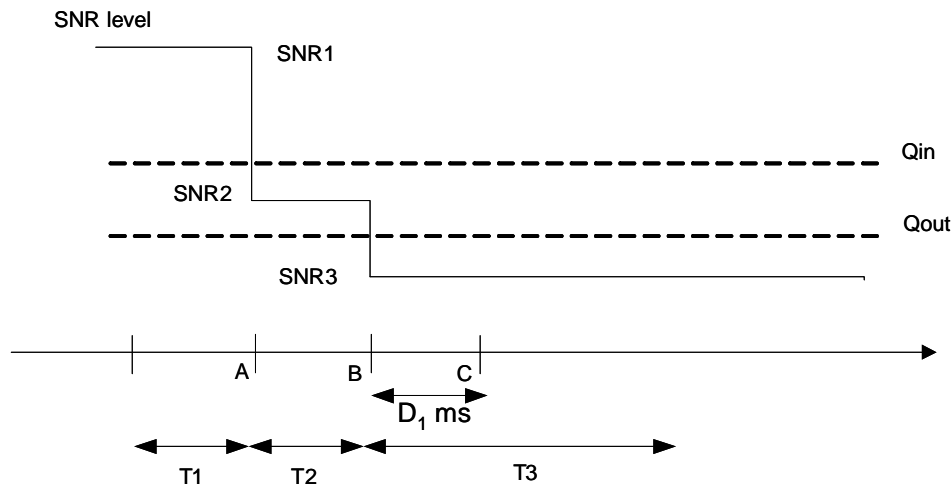 SNR level
SNR1
Qin
SNR2
Qout
SNR3
A B C
D₁ ms
T1 T2 T3